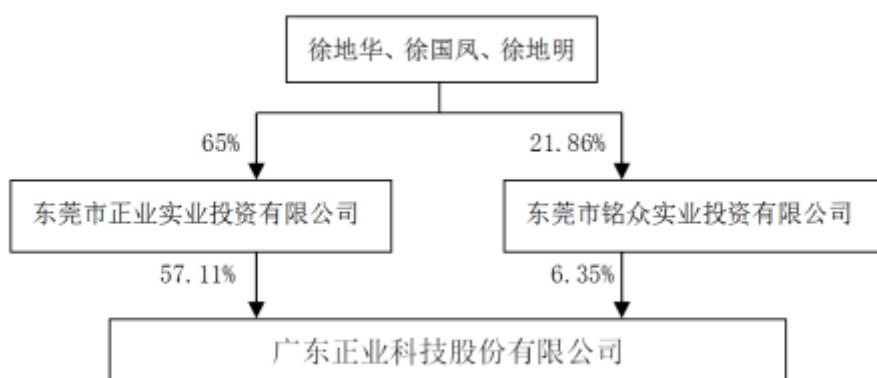 徐地华、徐国凤、徐地明
65%
21.86%
东莞市正业实业投资有限公司
东莞市铭众实业投资有限公司
57.11%
6.35%
广东正业科技股份有限公司